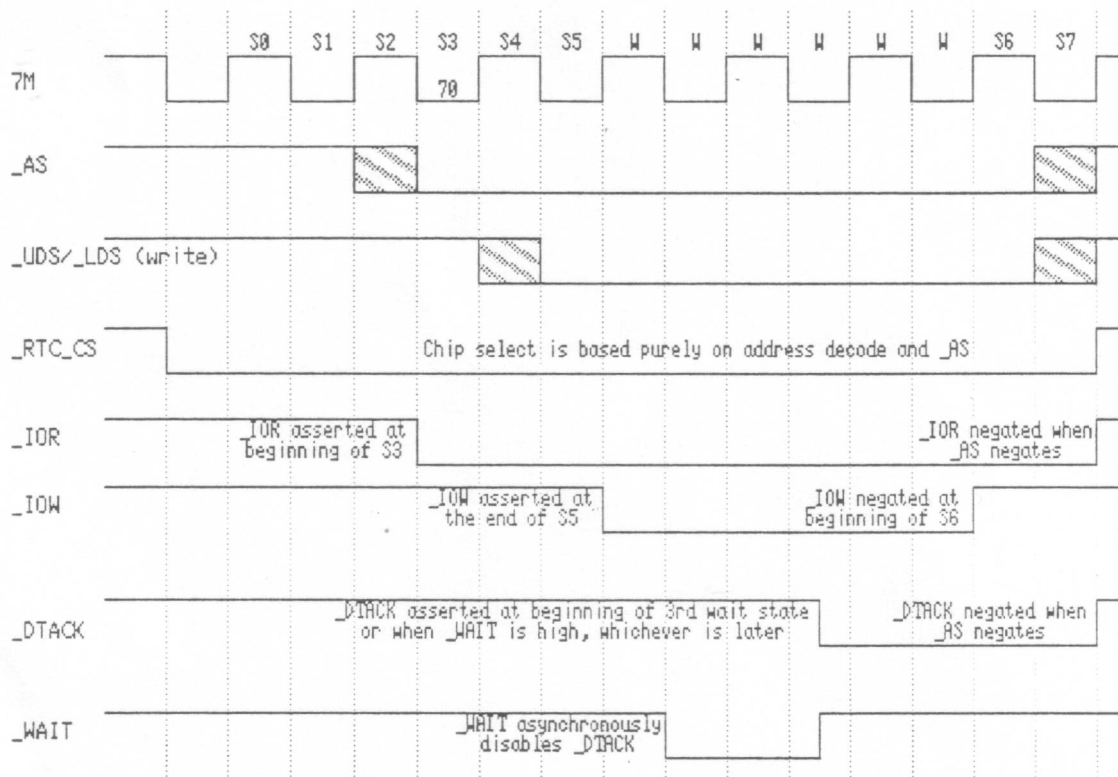 S0 S1 S2 S3 S4 S5 W W W W W W S6 S7
7M
70
_AS
_UDS/_LDS (write)
_RTC_CS
Chip select is based purely on address decode and _AS
_IOR
_IOR asserted at
beginning of S3
_IOR negated when
_AS negates
_IOW
_IOW asserted at
the end of S5
_IOW negated at
beginning of S6
_DTACK
_DTACK asserted at beginning of 3rd wait state
or when _WAIT is high, whichever is later
_DTACK negated when
_AS negates
_WAIT
_WAIT asynchronously
disables _DTACK